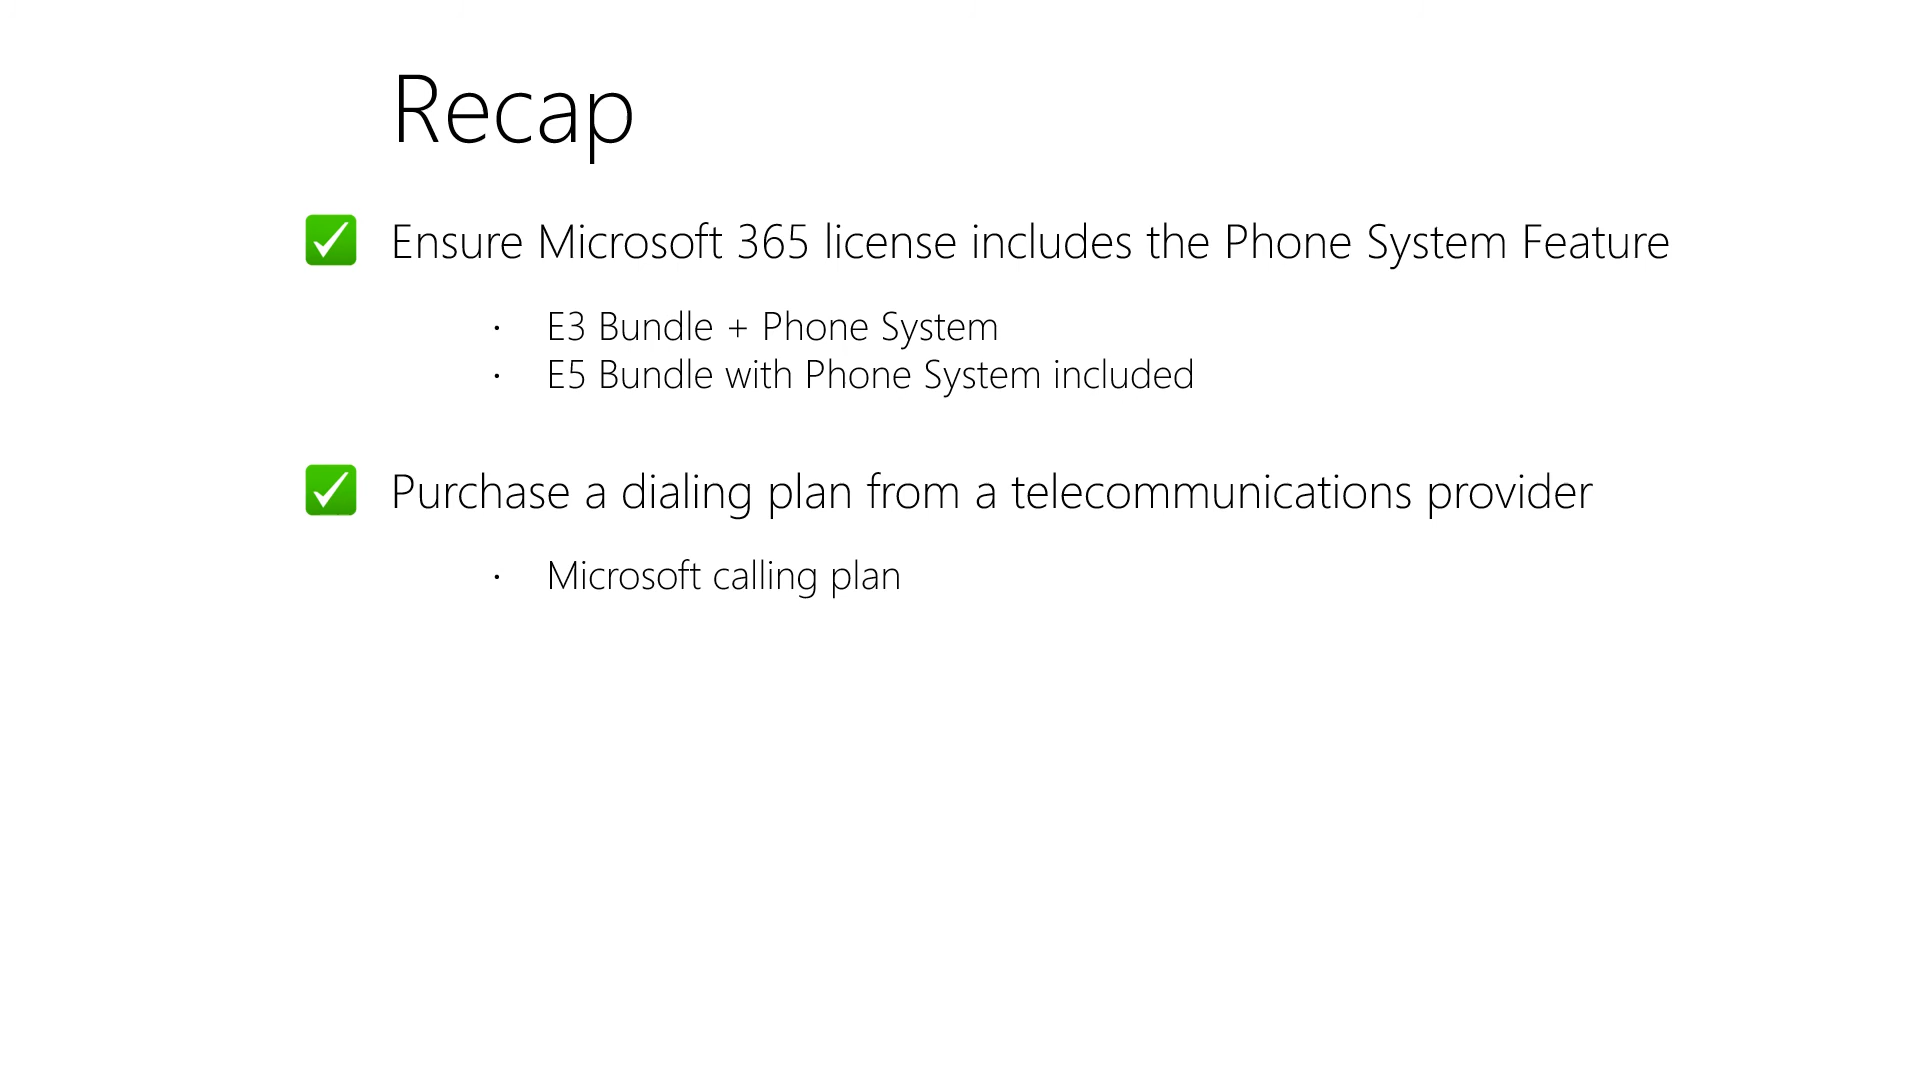 Recap
✅ Ensure Microsoft 365 license includes the Phone System Feature
· E3 Bundle + Phone System
· E5 Bundle with Phone System included
✅ Purchase a dialing plan from a telecommunications provider
· Microsoft calling plan